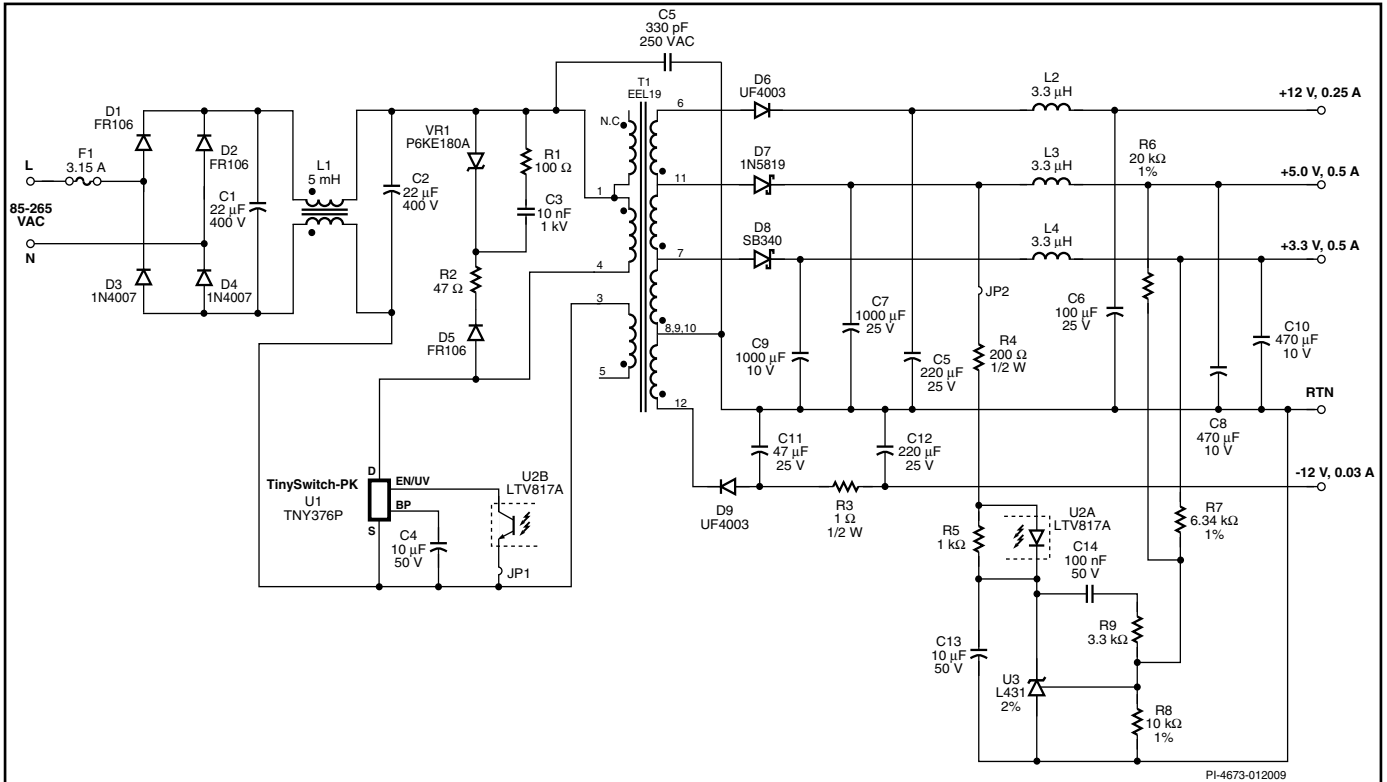 C5
330 pF
250 VAC
T1
EEL19
D6
UF4003
L2
3.3 µH
+12 V, 0.25 A
D1
FR106
D2
FR106
F1
3.15 A
L
85-265
VAC
N
C1
22 µF
400 V
L1
5 mH
C2
22 µF
400 V
VR1
P6KE180A
R1
100 Ω
C3
10 nF
1 kV
N.C
6
1
11
D7
1N5819
L3
3.3 µH
R6
20 kΩ
1%
+5.0 V, 0.5 A
D8
SB340
7
L4
3.3 µH
+3.3 V, 0.5 A
D3
1N4007
D4
1N4007
R2
47 Ω
D5
FR106
4
3
5
8,9,10
12
C9
1000 µF
10 V
C7
1000 µF
25 V
C5
220 µF
25 V
JP2
R4
200 Ω
1/2 W
C6
100 µF
25 V
C10
470 µF
10 V
RTN
C8
470 µF
10 V
C11
47 µF
25 V
C12
220 µF
25 V
-12 V, 0.03 A
D9
UF4003
R3
1 Ω
1/2 W
TinySwitch-PK
U1
TNY376P
D
EN/UV
BP
S
C4
10 µF
50 V
U2B
LTV817A
JP1
R5
1 kΩ
U2A
LTV817A
C14
100 nF
50 V
R7
6.34 kΩ
1%
R9
3.3 kΩ
C13
10 µF
50 V
U3
L431
2%
R8
10 kΩ
1%
PI-4673-012009